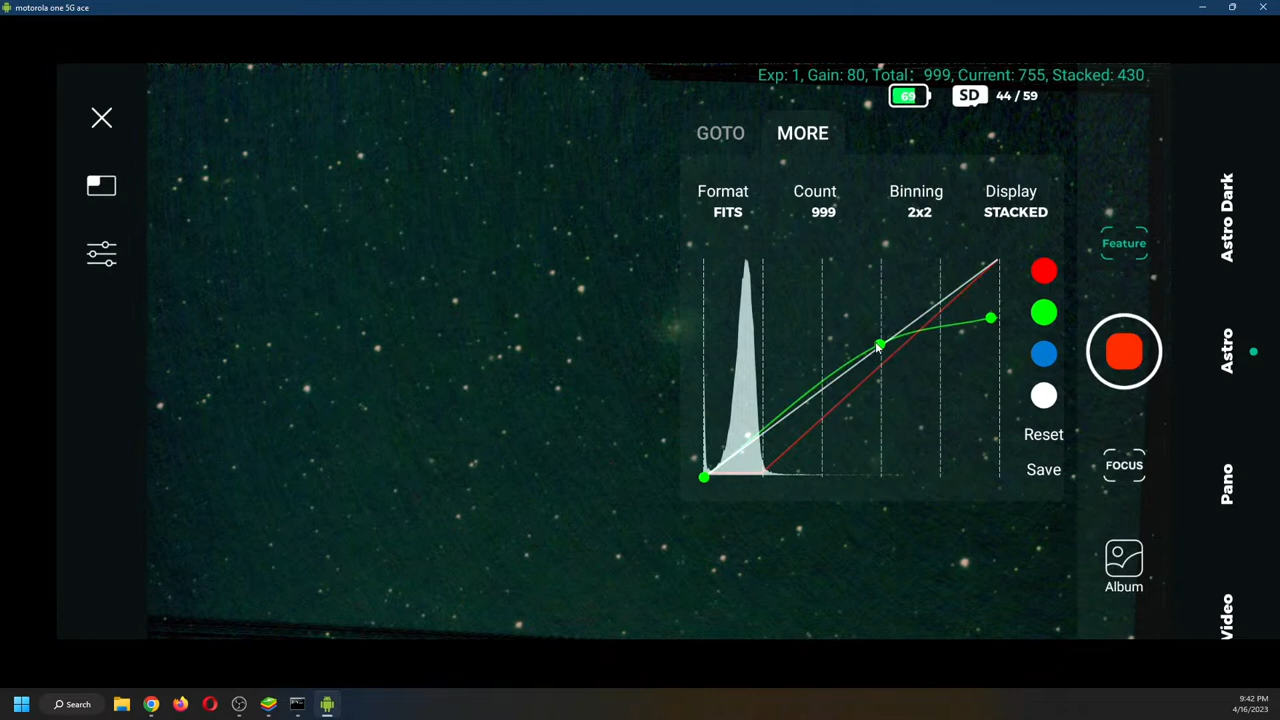 motorola one 5G ace
Exp: 1, Gain: 80, Total: 999, Current: 755, Stacked: 430
69
SD
44 / 59
GOTO
MORE
Format
Count
Binning
Display
FITS
999
2x2
STACKED
Reset
Save
Feature
FOCUS
Album
Astro Dark
Astro
Pano
Video
Search
9:42 PM
4/16/2023